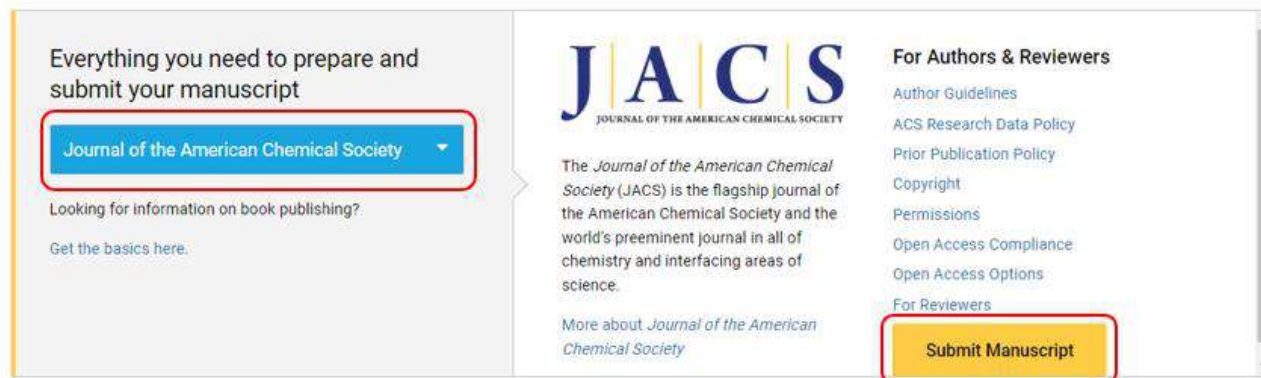 Everything you need to prepare and
submit your manuscript
Journal of the American Chemical Society
Looking for information on book publishing?
Get the basics here.
J|A|C|S
JOURNAL OF THE AMERICAN CHEMICAL SOCIETY
The Journal of the American Chemical
Society (JACS) is the flagship journal of
the American Chemical Society and the
world's preeminent journal in all of
chemistry and interfacing areas of
science.
More about Journal of the American
Chemical Society
For Authors & Reviewers
Author Guidelines
ACS Research Data Policy
Prior Publication Policy
Copyright
Permissions
Open Access Compliance
Open Access Options
For Reviewers
Submit Manuscript